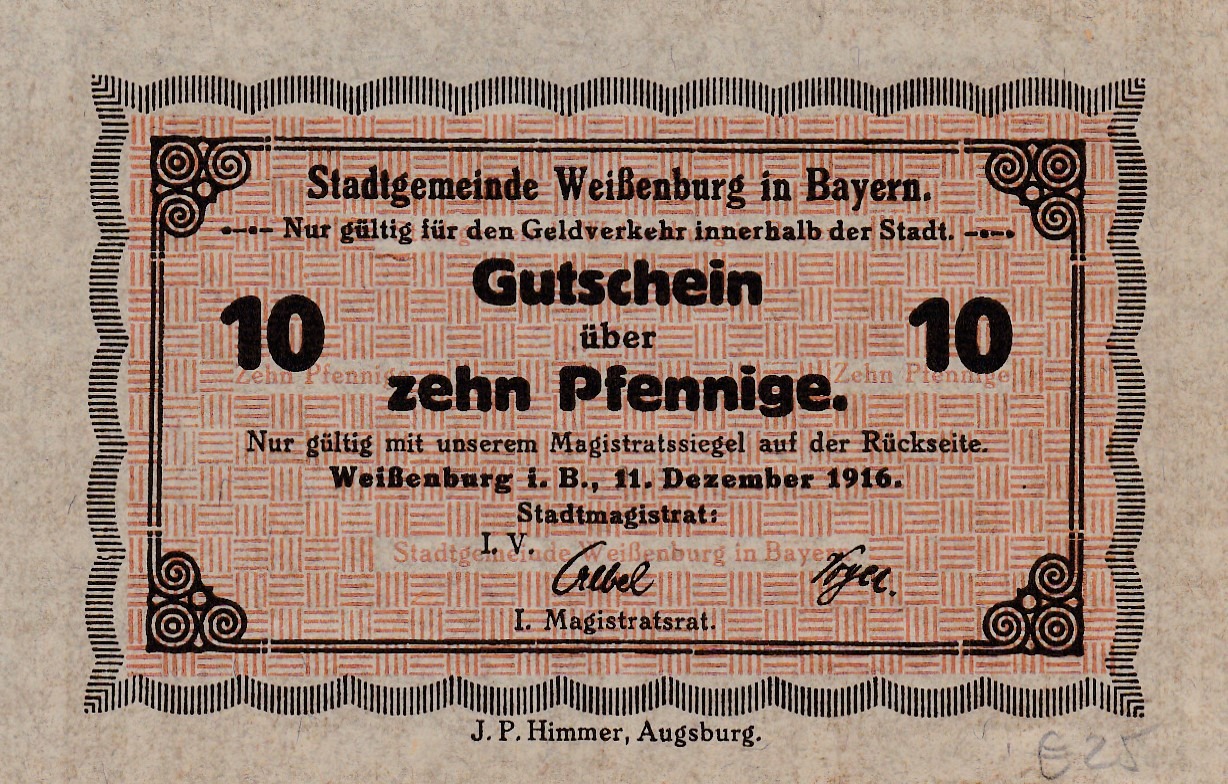 Stadtgemeinde Weißenburg in Bayern.
Nur gültig für den Geldverkehr innerhalb der Stadt.
Gutschein
10 über 10
Zehn Pfennige Zehn Pfennige
zehn Pfennige.
Nur gültig mit unserem Magistratssiegel auf der Rückseite.
Weißenburg i. B., 11. Dezember 1916.
Stadtmagistrat:
I. V.
Stadtgemeinde Weißenburg in Bayern
I. Magistratsrat.
J. P. Himmer, Augsburg.